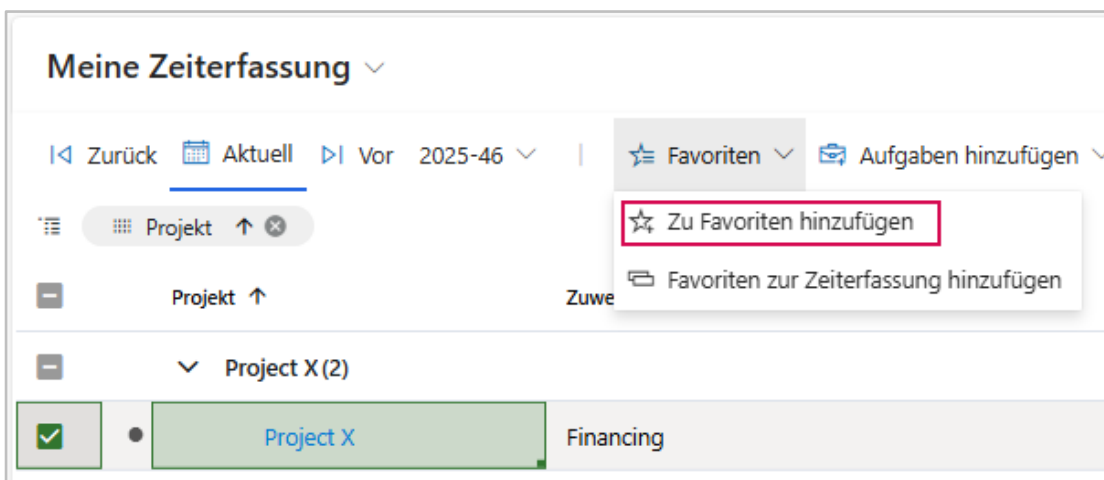 Meine Zeiterfassung
Zurück Aktuell Vor 2025-46 Favoriten Aufgaben hinzufügen
Projekt Zu Favoriten hinzufügen
Favoriten zur Zeiterfassung hinzufügen
Projekt Zuwe
Project X (2)
Project X Financing